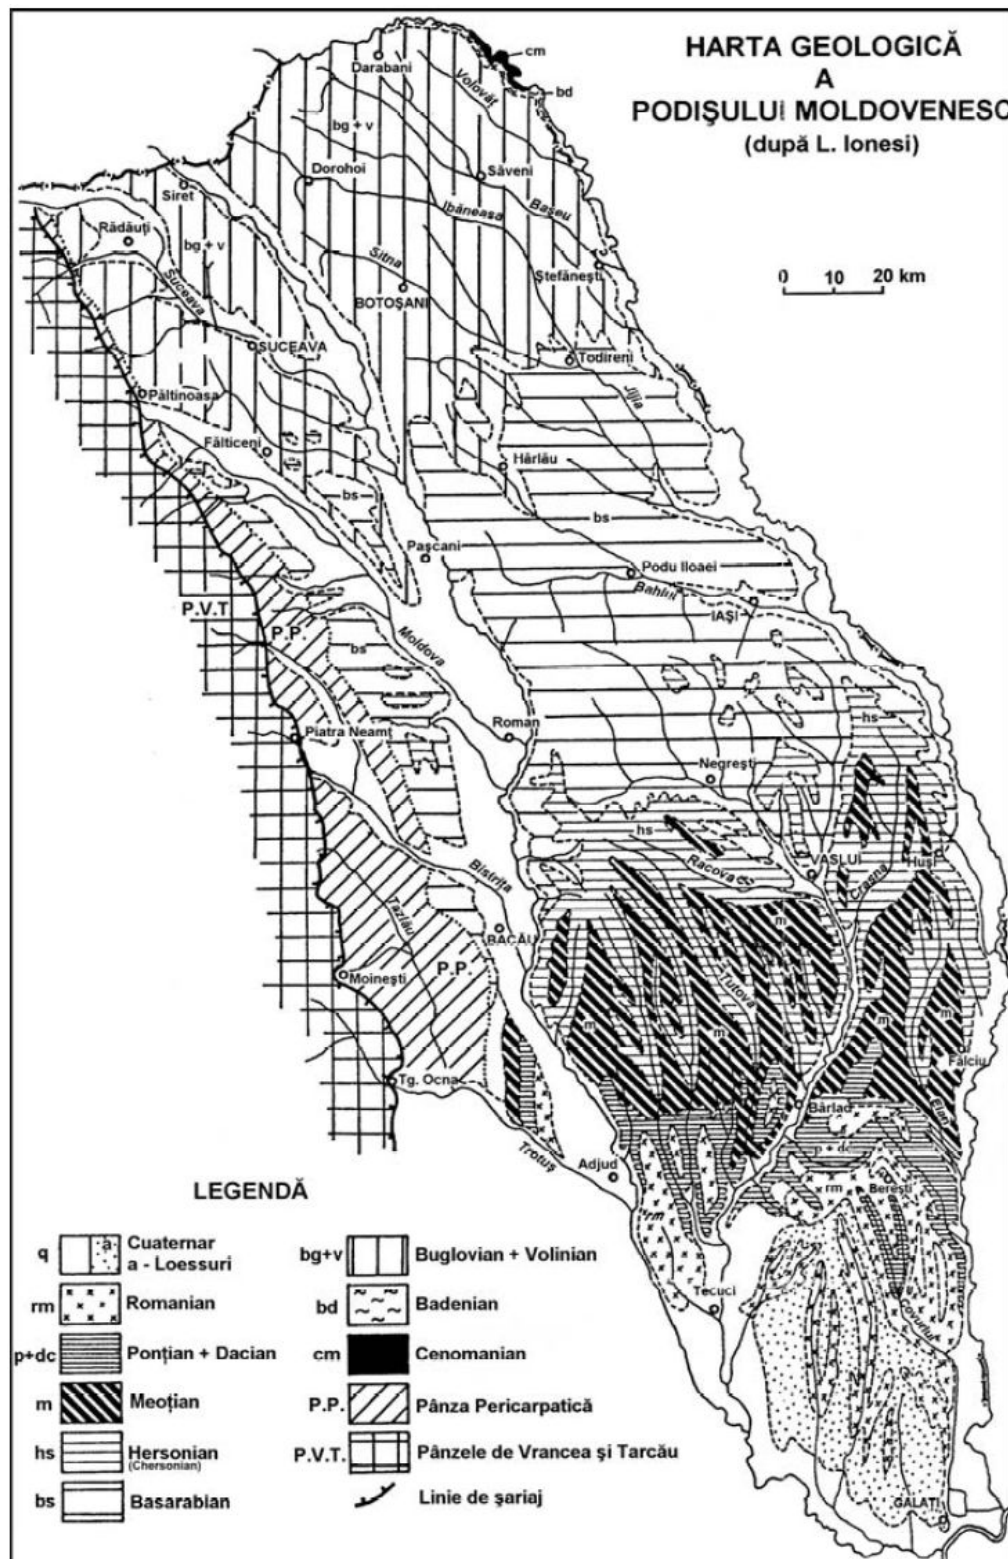 HARTA GEOLOGICĂ
A
PODIŞULUI MOLDOVENESC
(după L. Ionesi)
0 10 20 km
cm
bd
Darabani
Volovăţ
bg + v
Dorohoi
Săveni
Başeu
Ibăneasa
Siret
Rădăuţi
bg + v
Sitna
Ştefăneşti
Suceava
BOTOŞANI
SUCEAVA
Todireni
Jijia
Păltinoasa
Fălticeni
Hârlău
bs
bs
Paşcani
Podu Iloaei
Bahlui
IAŞI
P.V.T
P.P.
Moldova
bs
hs
Roman
Piatra Neamţ
Negreşti
hs
VASLUI
Huşi
Racova
Crasna
Bistriţa
Tazlău
BACĂU
m
P.P.
Moineşti
Tutova
m
m
m
m
Fălciu
Tg. Ocna
Bârlad
Elan
Trotuş
Adjud
p + d
rm
Bereşti
rm
Tecuci
Covurlui
GALAŢI
LEGENDĂ
q a Cuaternar
a - Loessuri
rm Romanian
p+dc Ponţian + Dacian
m Meoţian
hs Hersonian
(Chersonian)
bs Basarabian
bg+v Buglovian + Volinian
bd Badenian
cm Cenomanian
P.P. Pânza Pericarpatică
P.V.T. Pânzele de Vrancea şi Tarcău
Linie de şariaj